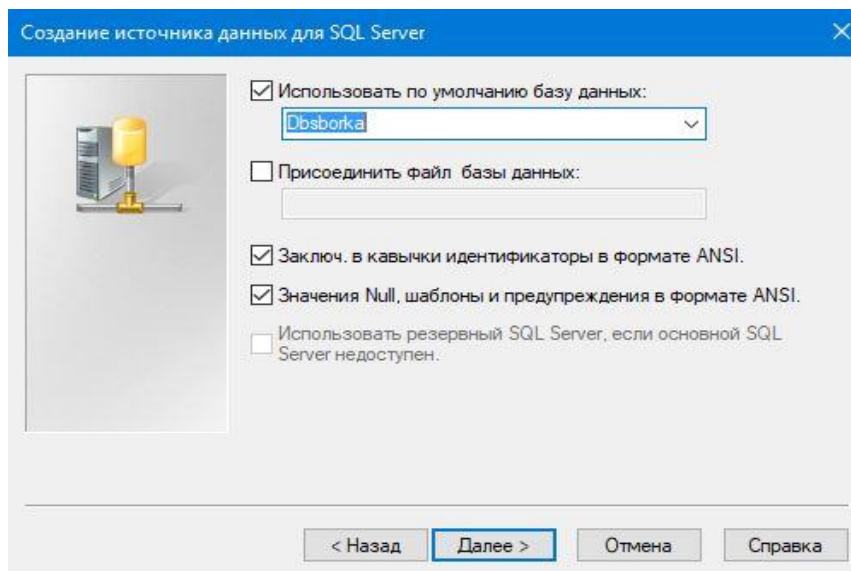 Создание источника данных для SQL Server
Использовать по умолчанию базу данных:
Dbsborka
Присоединить файл базы данных:
Заключ. в кавычки идентификаторы в формате ANSI.
Значения Null, шаблоны и предупреждения в формате ANSI.
Использовать резервный SQL Server, если основной SQL
Server недоступен.
< Назад
Далее >
Отмена
Справка